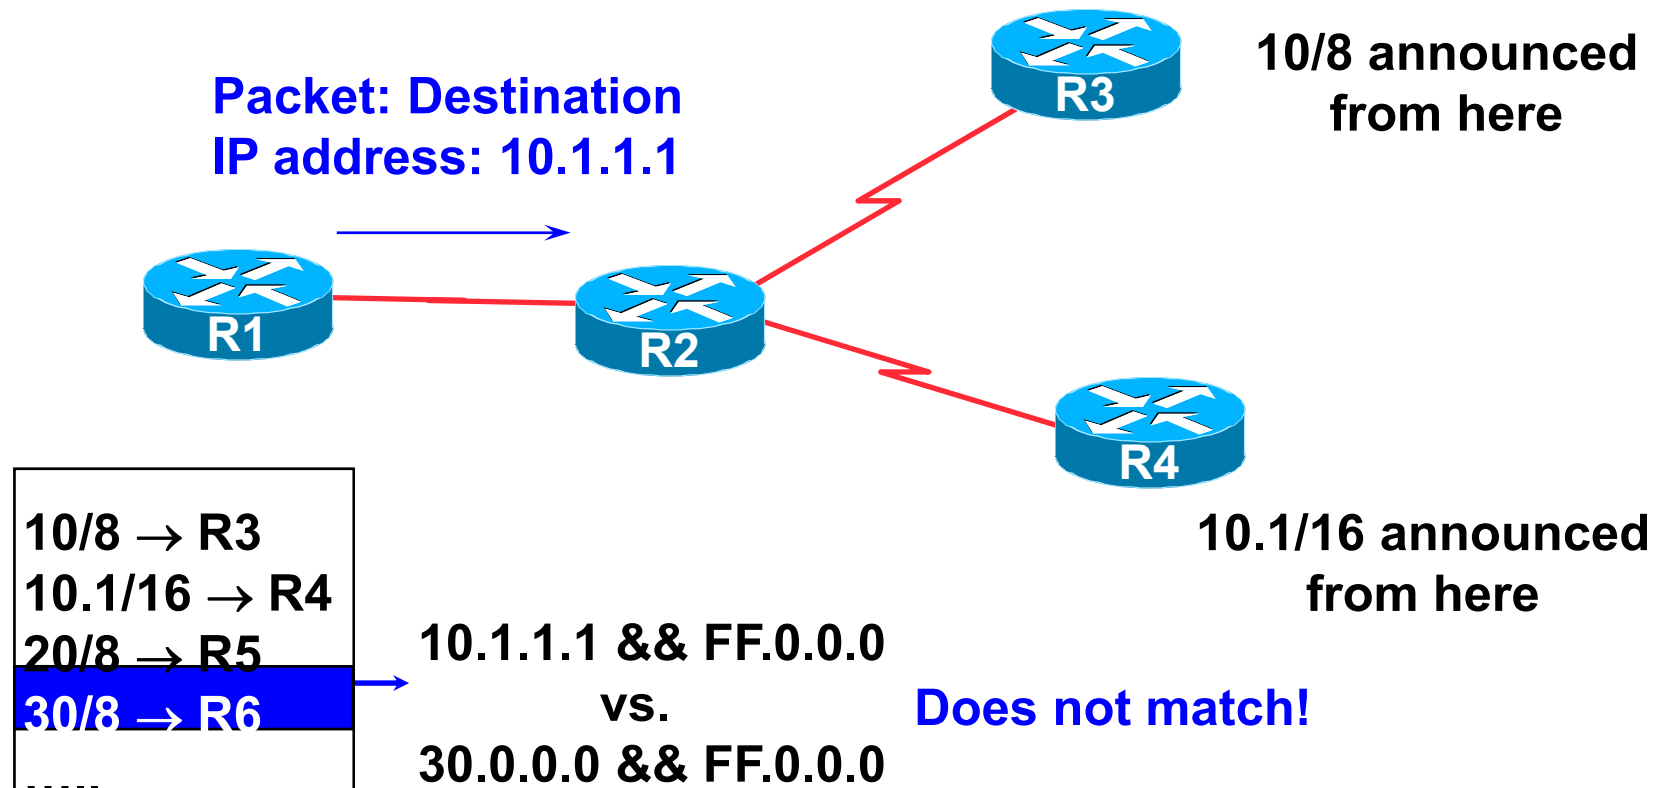 Packet: Destination
IP address: 10.1.1.1
R3
10/8 announced
from here
R1
R2
R4
10.1/16 announced
from here
10/8 → R3
10.1/16 → R4
20/8 → R5
30/8 → R6
.....
10.1.1.1 && FF.0.0.0
vs.
30.0.0.0 && FF.0.0.0
Does not match!